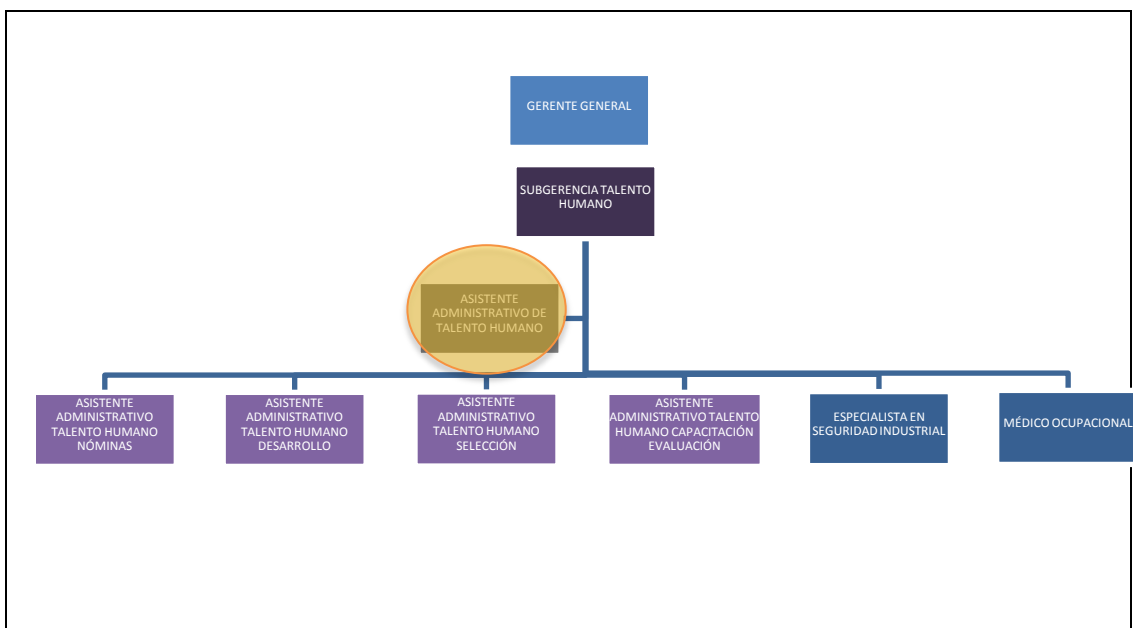 GERENTE GENERAL
SUBGERENCIA TALENTO
HUMANO
ASISTENTE
ADMINISTRATIVO DE
TALENTO HUMANO
ASISTENTE
ADMINISTRATIVO
TALENTO HUMANO
NÓMINAS
ASISTENTE
ADMINISTRATIVO
TALENTO HUMANO
DESARROLLO
ASISTENTE
ADMINISTRATIVO
TALENTO HUMANO
SELECCIÓN
ASISTENTE
ADMINISTRATIVO TALENTO
HUMANO CAPACITACIÓN
EVALUACIÓN
ESPECIALISTA EN
SEGURIDAD INDUSTRIAL
MÉDICO OCUPACIONAL